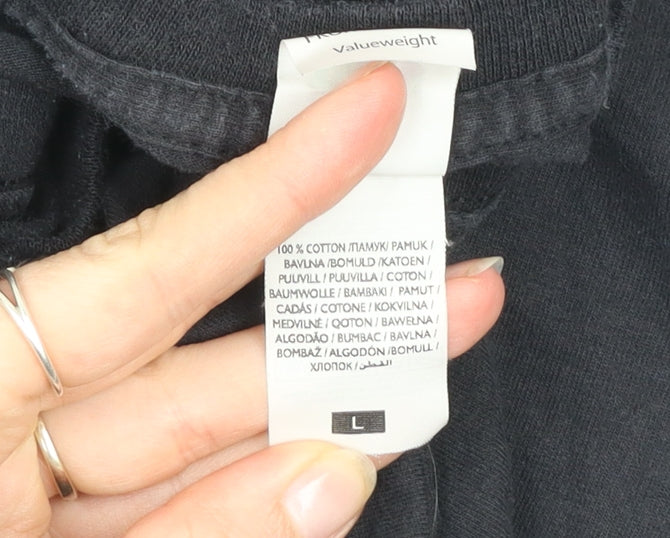 Valueweight
100 % COTTON /ПАМУК/ PAMUK /
BAVLNA /BOMULD /KATOEN /
PUUVILL / PUUVILLA / COTON /
BAUMWOLLE / BAMBAKI / PAMUT /
CADÁS / COTONE / KOKVILNA /
MEDVILNĖ / QOTON / BAWEŁNA /
ALGODÃO / BUMBAC / BAVLNA /
BOMBAŽ / ALGODÓN /BOMULL /
ХЛОПОК / القطن
L